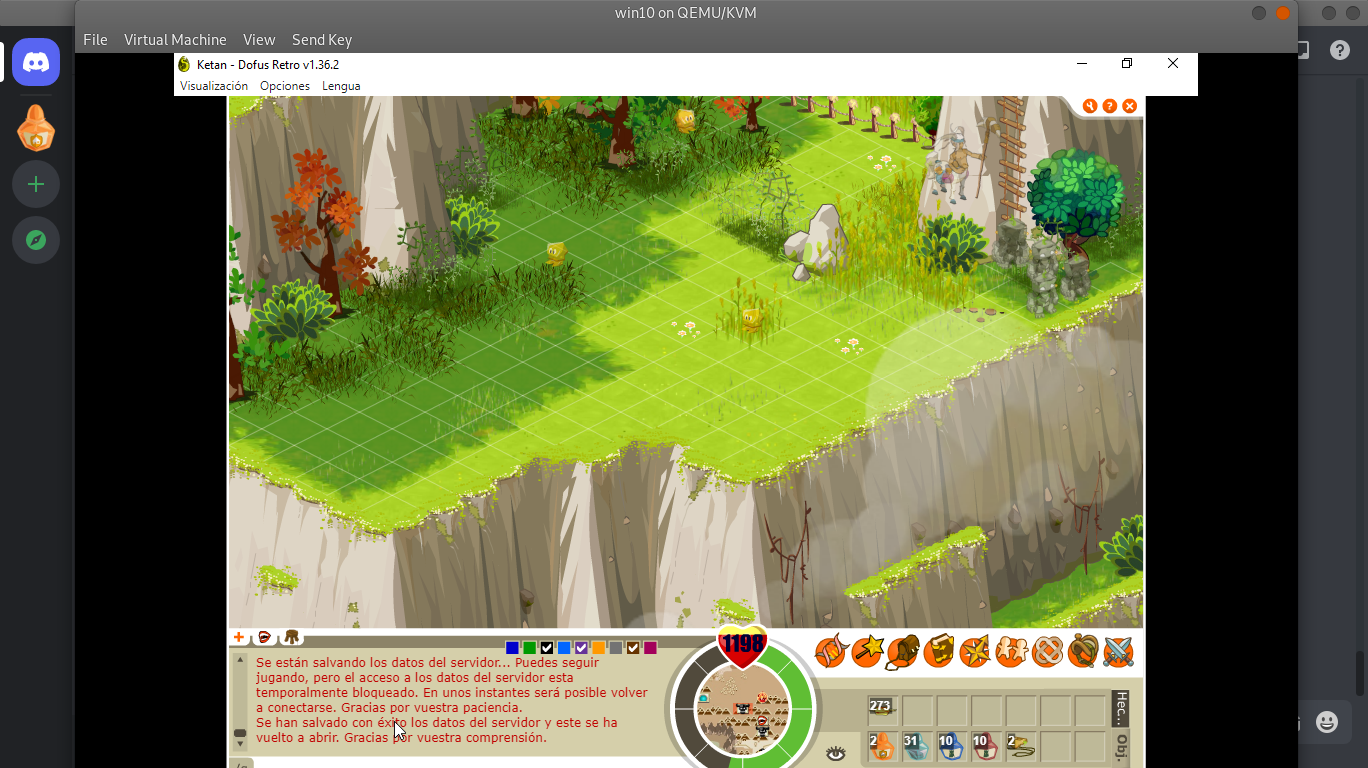 win10 on QEMU/KVM
File Virtual Machine View Send Key
Ketan - Dofus Retro v1.36.2
Visualización Opciones Lengua
1198
Se están salvando los datos del servidor... Puedes seguir
jugando, pero el acceso a los datos del servidor esta
temporalmente bloqueado. En unos instantes será posible volver
a conectarse. Gracias por vuestra paciencia.
Se han salvado con éxito los datos del servidor y este se ha
vuelto a abrir. Gracias por vuestra comprensión.
273
Hec...
2 31 10 10 2
Obj.